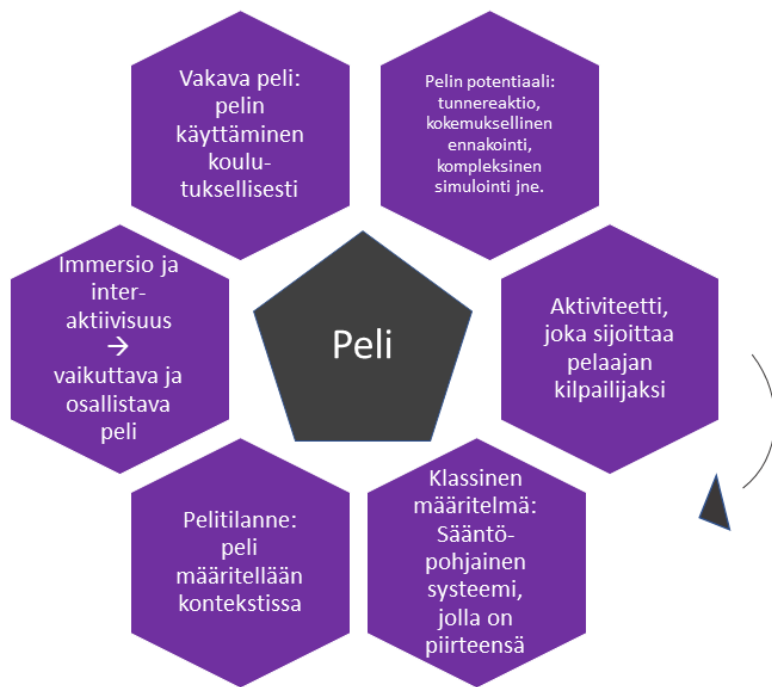 Vakava peli:
pelin
käyttäminen
koulu-
tuksellisesti
Pelin potentiaali:
tunnereaktio,
kokemuksellinen
ennakointi,
kompleksinen
simulointi jne.
Immersio ja
inter-
aktiivisuus
→
vaikuttava ja
osallistava
peli
Peli
Aktiviteetti,
joka sijoittaa
pelaajan
kilpailijaksi
Pelitilanne:
peli
määritellään
kontekstissa
Klassinen
määritelmä:
Sääntö-
pohjainen
systeemi,
jolla on
piirteensä